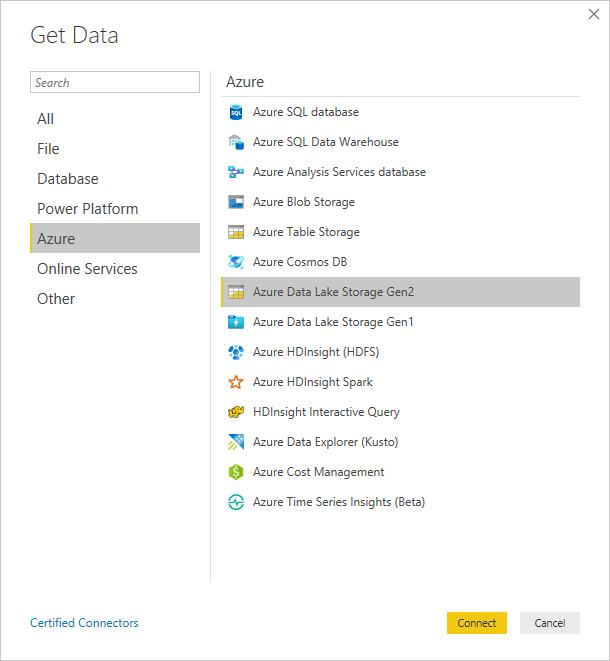 Get Data
Search
All
File
Database
Power Platform
Azure
Online Services
Other
Azure
Azure SQL database
Azure SQL Data Warehouse
Azure Analysis Services database
Azure Blob Storage
Azure Table Storage
Azure Cosmos DB
Azure Data Lake Storage Gen2
Azure Data Lake Storage Gen1
Azure HDInsight (HDFS)
Azure HDInsight Spark
HDInsight Interactive Query
Azure Data Explorer (Kusto)
Azure Cost Management
Azure Time Series Insights (Beta)
Certified Connectors
Connect
Cancel